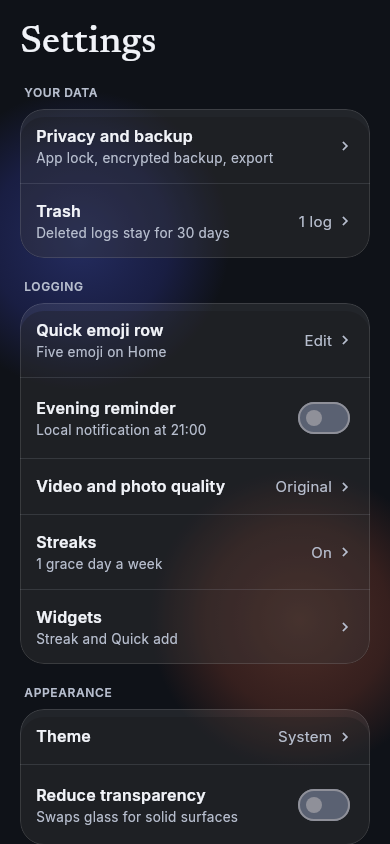 Settings
YOUR DATA
Privacy and backup
App lock, encrypted backup, export
Trash
Deleted logs stay for 30 days
1 log
LOGGING
Quick emoji row
Five emoji on Home
Edit
Evening reminder
Local notification at 21:00
Video and photo quality
Original
Streaks
1 grace day a week
On
Widgets
Streak and Quick add
APPEARANCE
Theme
System
Reduce transparency
Swaps glass for solid surfaces